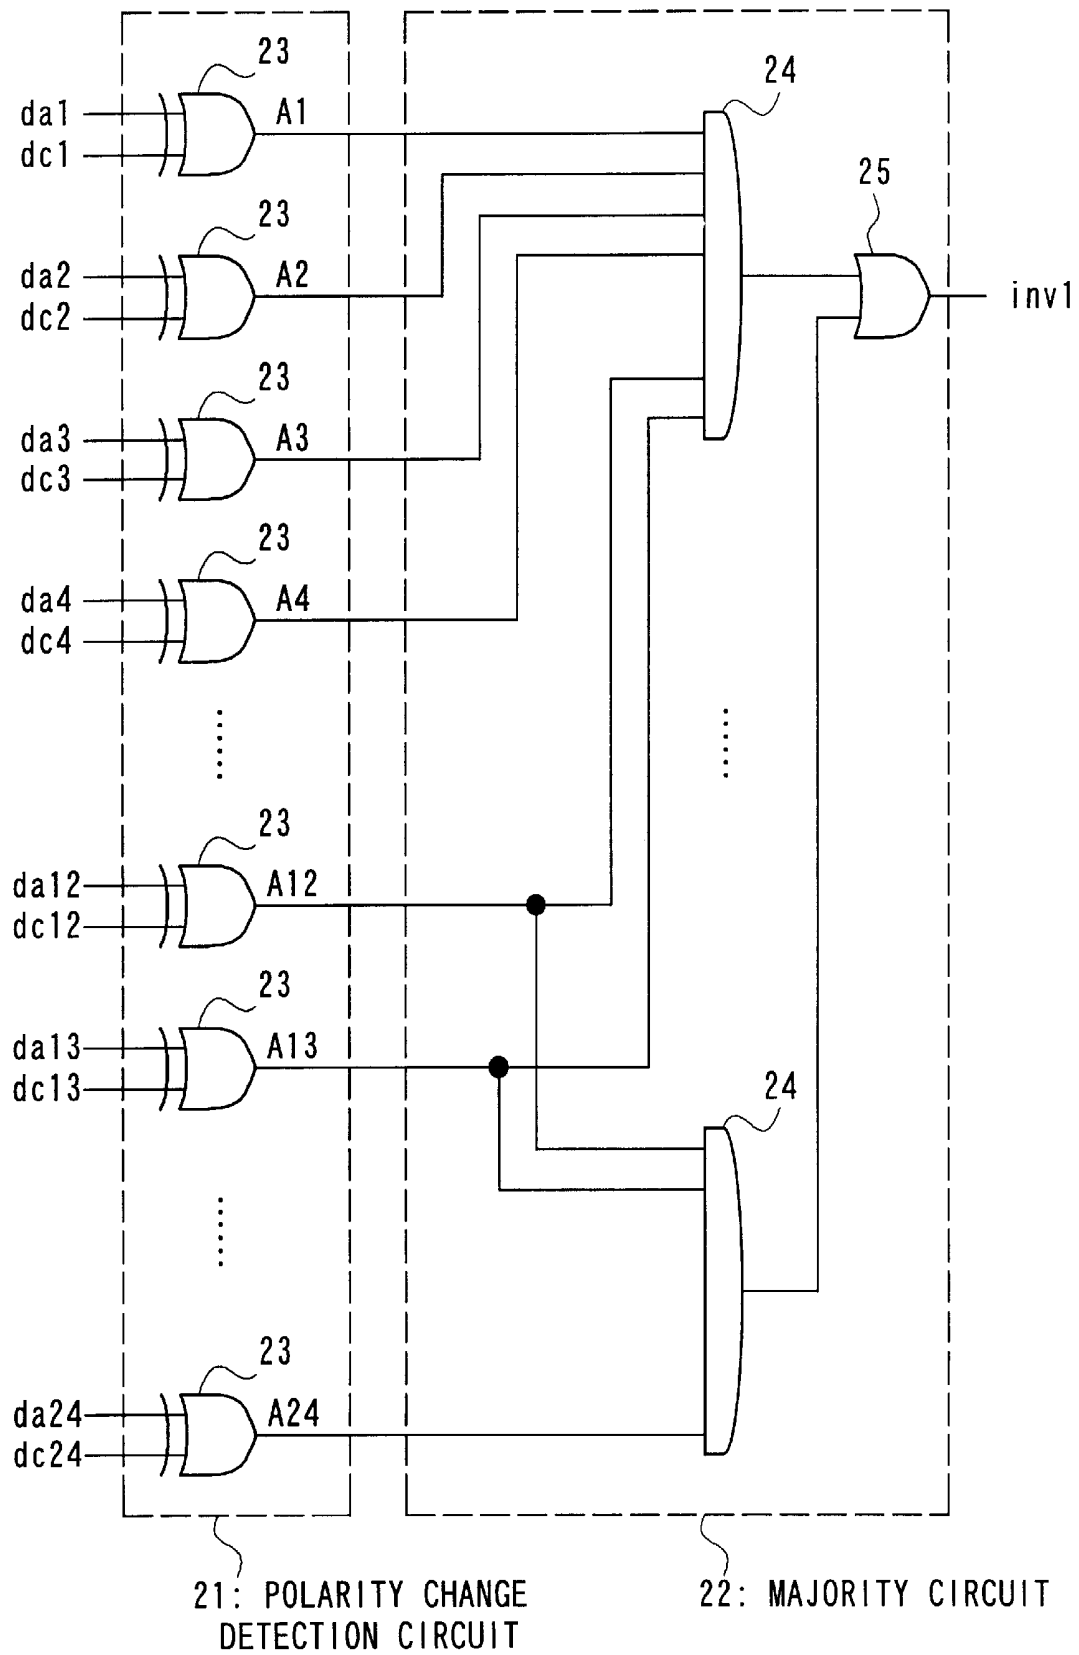 23
da1
A1
dc1
24
23
da2
A2
dc2
25
inv1
23
da3
A3
dc3
23
da4
A4
dc4
23
da12
A12
dc12
23
da13
A13
dc13
24
23
da24
A24
dc24
21: POLARITY CHANGE
DETECTION CIRCUIT
22: MAJORITY CIRCUIT